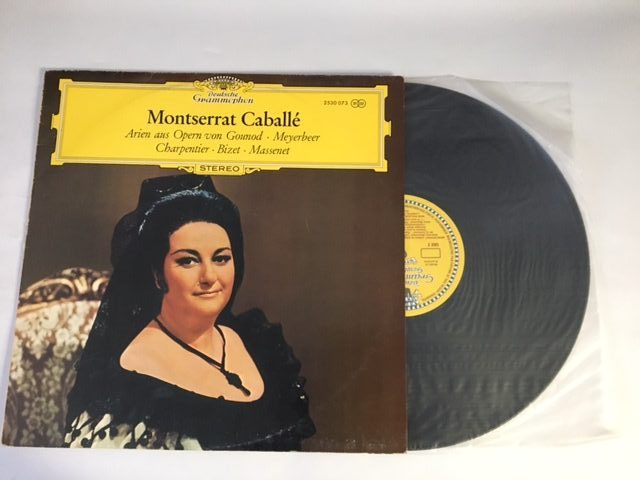 Deutsche
Grammophon
2530 073
Montserrat Caballé
Arien aus Opern von Gounod · Meyerbeer
Charpentier · Bizet · Massenet
STEREO